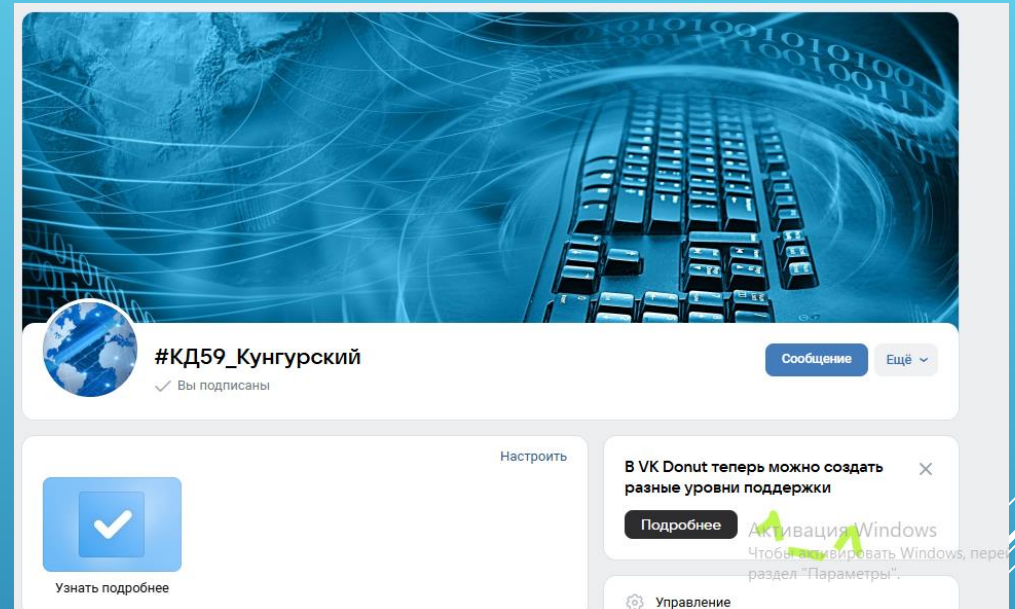 #КД59_Кунгурский
Вы подписаны
Сообщение
Ещё
Настроить
Узнать подробнее
В VK Donut теперь можно создать
разные уровни поддержки
Подробнее
Активация Windows
Чтобы активировать Windows, пере
раздел "Параметры".
Управление